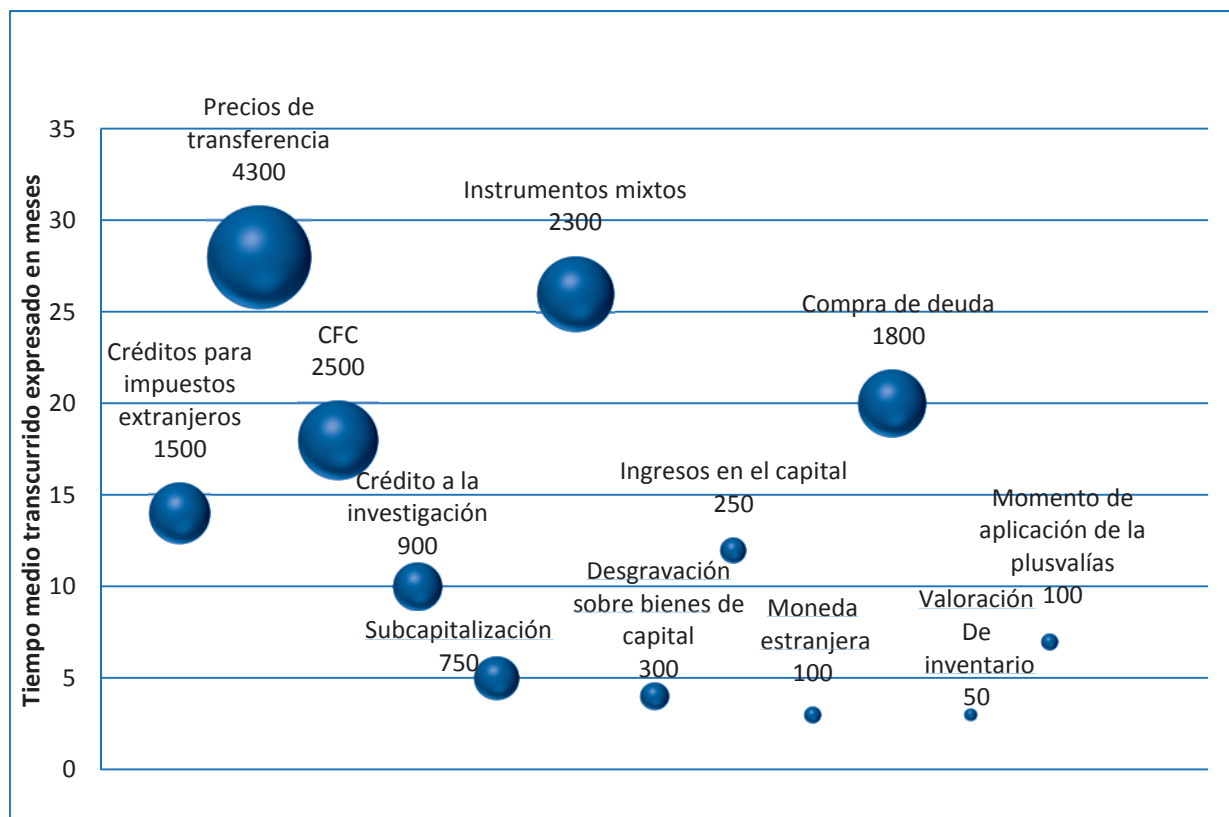 Precios de
transferencia
4300
Instrumentos mixtos
2300
Compra de deuda
1800
CFC
2500
Créditos para
impuestos
extranjeros
1500
Crédito a la
investigación
900
Ingresos en el capital
250
Momento de
aplicación de la
plusvalías
100
Desgravación
sobre bienes de
capital
300
Moneda
estranjera
100
Valoración
De
inventario
50
Subcapitalización
750
Tiempo medio transcurrido expresado en meses
35
30
25
20
15
10
5
0